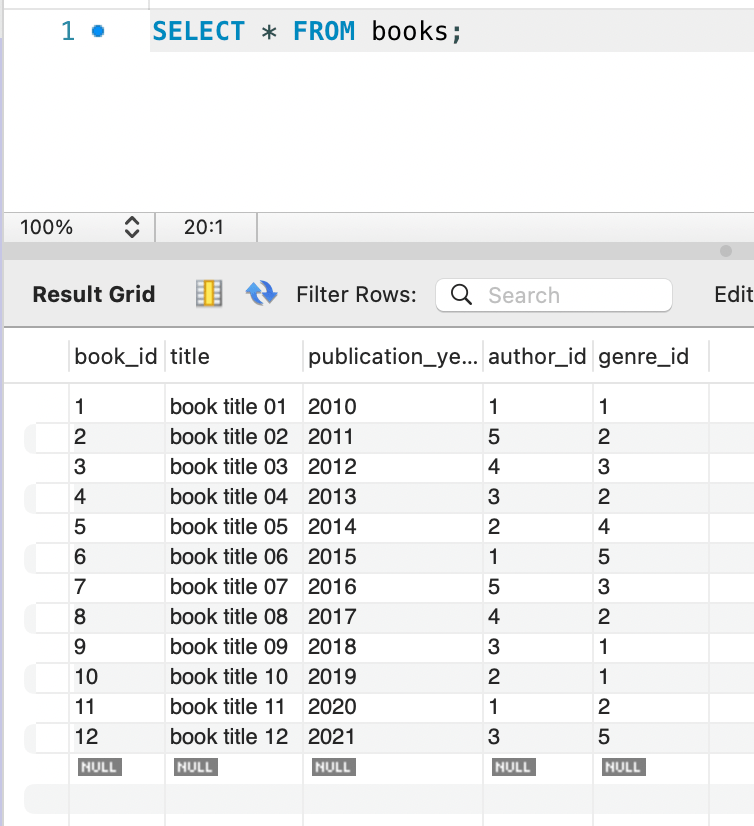 1 SELECT * FROM books;
100% 20:1
Result Grid Filter Rows: Search Edit
book_id title publication_ye... author_id genre_id
1 book title 01 2010 1 1
2 book title 02 2011 5 2
3 book title 03 2012 4 3
4 book title 04 2013 3 2
5 book title 05 2014 2 4
6 book title 06 2015 1 5
7 book title 07 2016 5 3
8 book title 08 2017 4 2
9 book title 09 2018 3 1
10 book title 10 2019 2 1
11 book title 11 2020 1 2
12 book title 12 2021 3 5
NULL NULL NULL NULL NULL